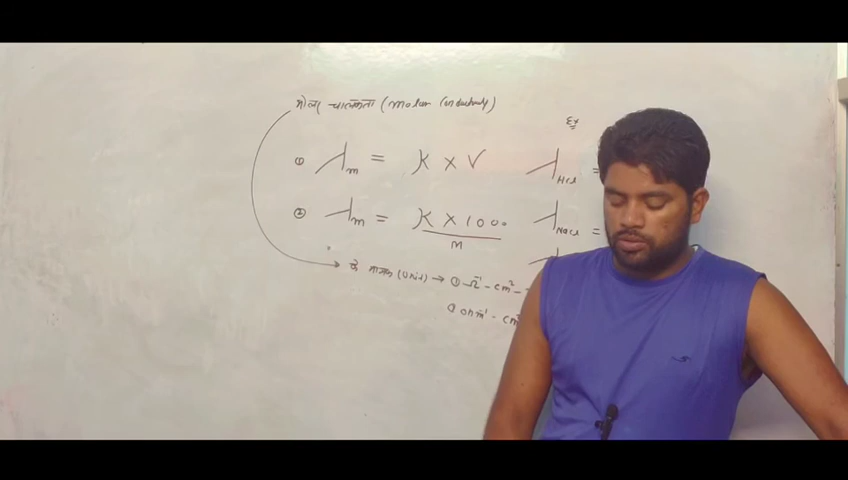 मोलर चालकता (molar conductivity)
① λm = K × V
② λm = K × 1000 / M
के मात्रक (Unit) → ① Ω⁻¹ - cm² -
② ohm⁻¹ - cm²
Ex
λHCl =
λNaCl =